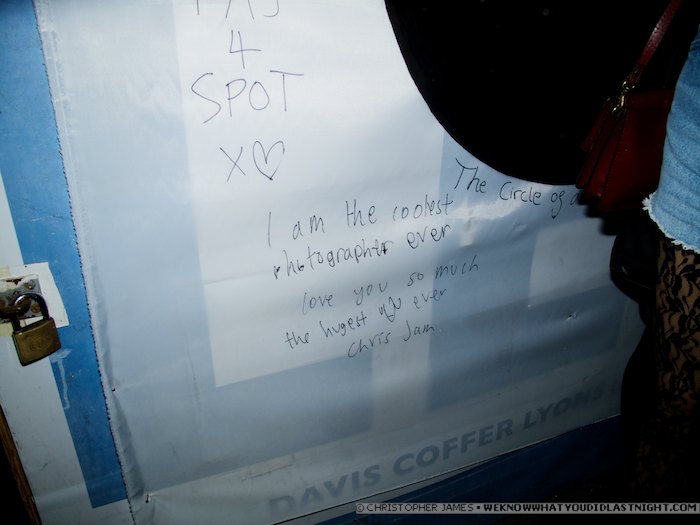 4
SPOT
X♡
The Circle of
I am the coolest
photographer ever
love you so much
the hugest ever
Chris Jam
DAVIS COFFER LYONS
© CHRISTOPHER JAMES • WEKNOWWHATYOUDIDLASTNIGHT.COM